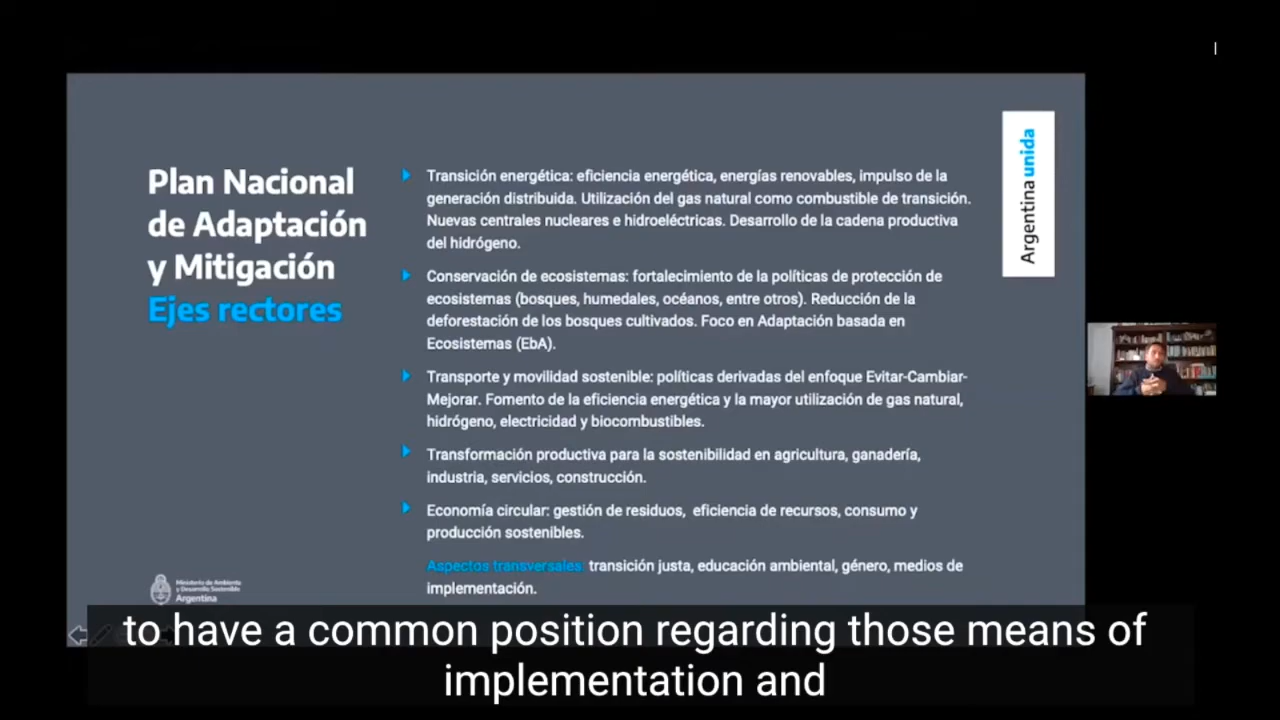 Plan Nacional
de Adaptación
y Mitigación
Ejes rectores
Transición energética: eficiencia energética, energías renovables, impulso de la
generación distribuida. Utilización del gas natural como combustible de transición.
Nuevas centrales nucleares e hidroeléctricas. Desarrollo de la cadena productiva
del hidrógeno.
Conservación de ecosistemas: fortalecimiento de la políticas de protección de
ecosistemas (bosques, humedales, océanos, entre otros). Reducción de la
deforestación de los bosques cultivados. Foco en Adaptación basada en
Ecosistemas (EbA).
Transporte y movilidad sostenible: políticas derivadas del enfoque Evitar-Cambiar-
Mejorar. Fomento de la eficiencia energética y la mayor utilización de gas natural,
hidrógeno, electricidad y biocombustibles.
Transformación productiva para la sostenibilidad en agricultura, ganadería,
industria, servicios, construcción.
Economía circular: gestión de residuos, eficiencia de recursos, consumo y
producción sostenibles.
Aspectos transversales: transición justa, educación ambiental, género, medios de
implementación.
Argentina unida
Ministerio de Ambiente
y Desarrollo Sostenible
Argentina
to have a common position regarding those means of
implementation and